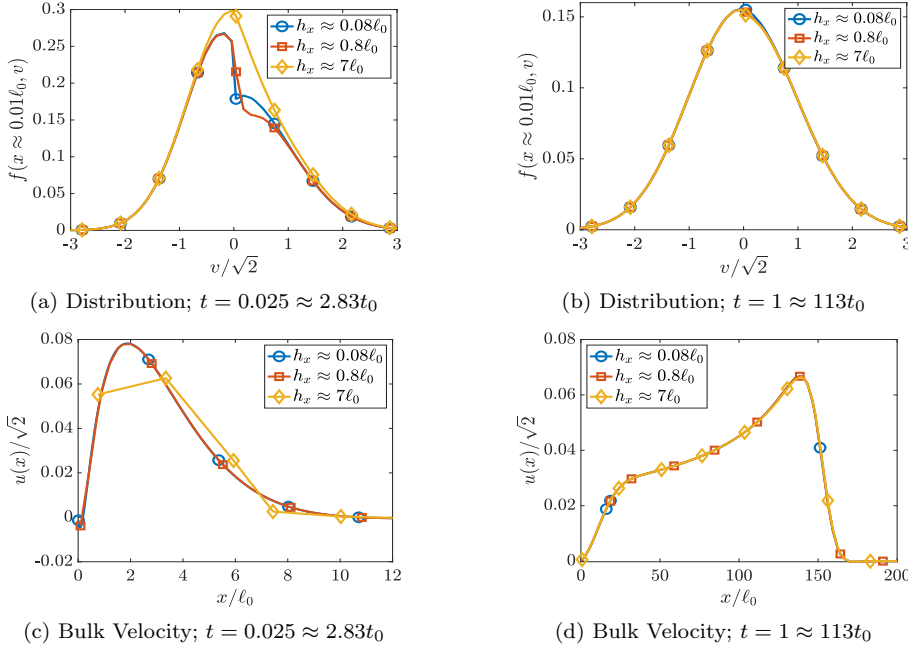 0.3
0.25
0.2
0.15
0.1
0.05
0
f(x ≈ 0.01ℓ₀, v)
h_x ≈ 0.08ℓ₀
h_x ≈ 0.8ℓ₀
h_x ≈ 7ℓ₀
-3 -2 -1 0 1 2 3
v/√2
(a) Distribution; t = 0.025 ≈ 2.83t₀
0.15
0.1
0.05
0
f(x ≈ 0.01ℓ₀, v)
h_x ≈ 0.08ℓ₀
h_x ≈ 0.8ℓ₀
h_x ≈ 7ℓ₀
-3 -2 -1 0 1 2 3
v/√2
(b) Distribution; t = 1 ≈ 113t₀
0.08
0.06
0.04
0.02
0
-0.02
u(x)/√2
h_x ≈ 0.08ℓ₀
h_x ≈ 0.8ℓ₀
h_x ≈ 7ℓ₀
0 2 4 6 8 10 12
x/ℓ₀
(c) Bulk Velocity; t = 0.025 ≈ 2.83t₀
0.08
0.06
0.04
0.02
0
u(x)/√2
h_x ≈ 0.08ℓ₀
h_x ≈ 0.8ℓ₀
h_x ≈ 7ℓ₀
0 50 100 150 200
x/ℓ₀
(d) Bulk Velocity; t = 1 ≈ 113t₀